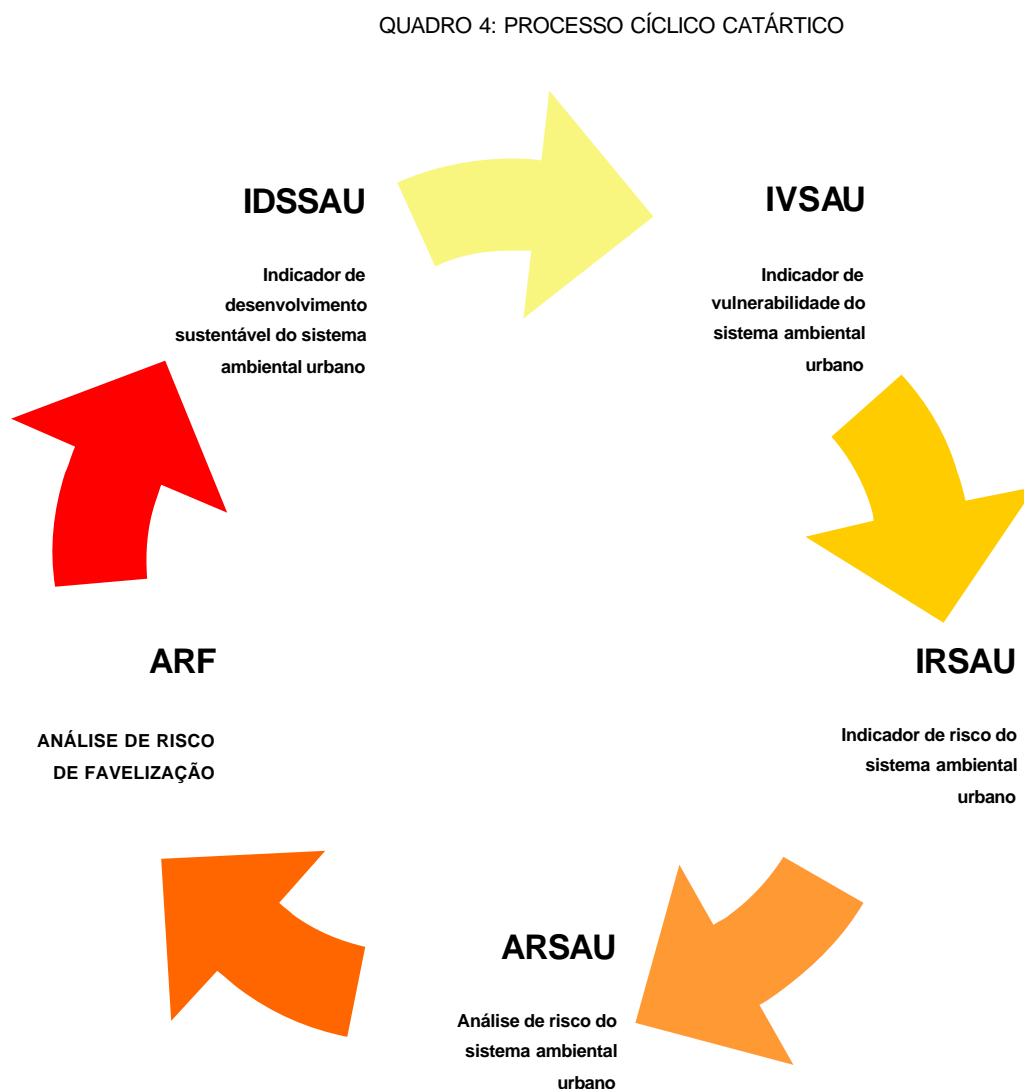 QUADRO 4: PROCESSO CÍCLICO CATÁRTICO
IDSSAU
Indicador de
desenvolvimento
sustentável do sistema
ambiental urbano
IVSAU
Indicador de
vulnerabilidade do
sistema ambiental
urbano
IRSAU
Indicador de risco do
sistema ambiental
urbano
ARSAU
Análise de risco do
sistema ambiental
urbano
ARF
ANÁLISE DE RISCO
DE FAVELIZAÇÃO